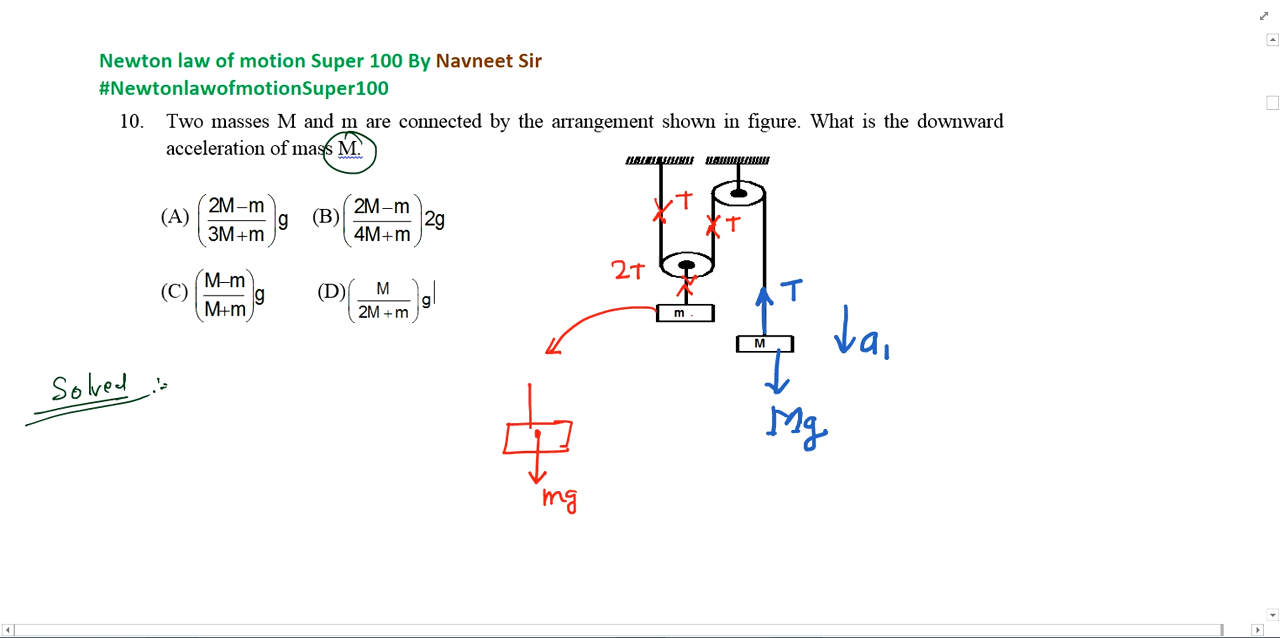 Newton law of motion Super 100 By Navneet Sir
#NewtonlawofmotionSuper100
10. Two masses M and m are connected by the arrangement shown in figure. What is the downward
acceleration of mass M.
(A) (2M–m / 3M+m) g (B) (2M–m / 4M+m) 2g
(C) (M–m / M+m) g (D) (M / 2M+m) g
Solved :-
T
T
2T
m .
T
M
a1
Mg
mg